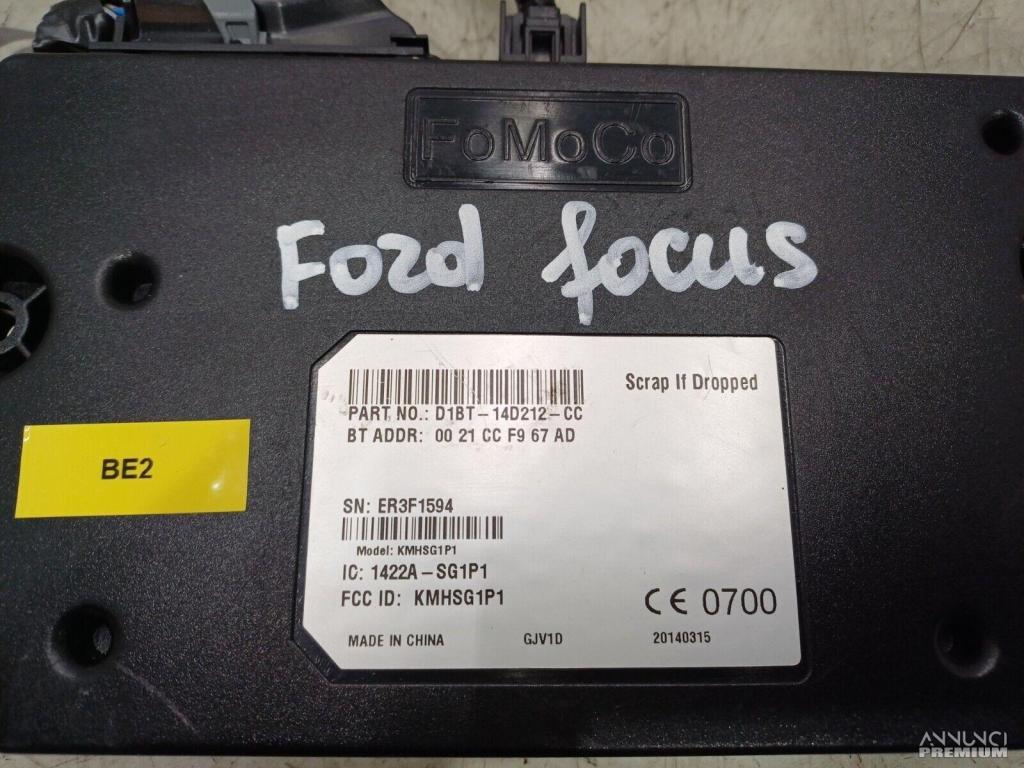 FoMoCo
Ford focus
Scrap If Dropped
PART NO.: D1BT-14D212-CC
BT ADDR: 00 21 CC F9 67 AD
BE2
SN: ER3F1594
Model: KMHSG1P1
IC: 1422A-SG1P1
FCC ID: KMHSG1P1
CE 0700
MADE IN CHINA GJV1D 20140315
ANNUNCI
PREMIUM